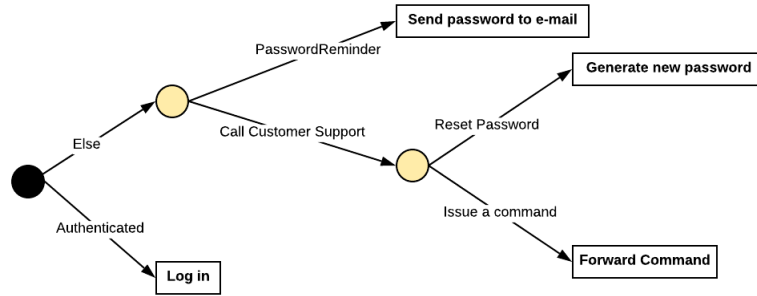 Send password to e-mail
PasswordReminder
Generate new password
Call Customer Support
Reset Password
Else
Issue a command
Authenticated
Forward Command
Log in